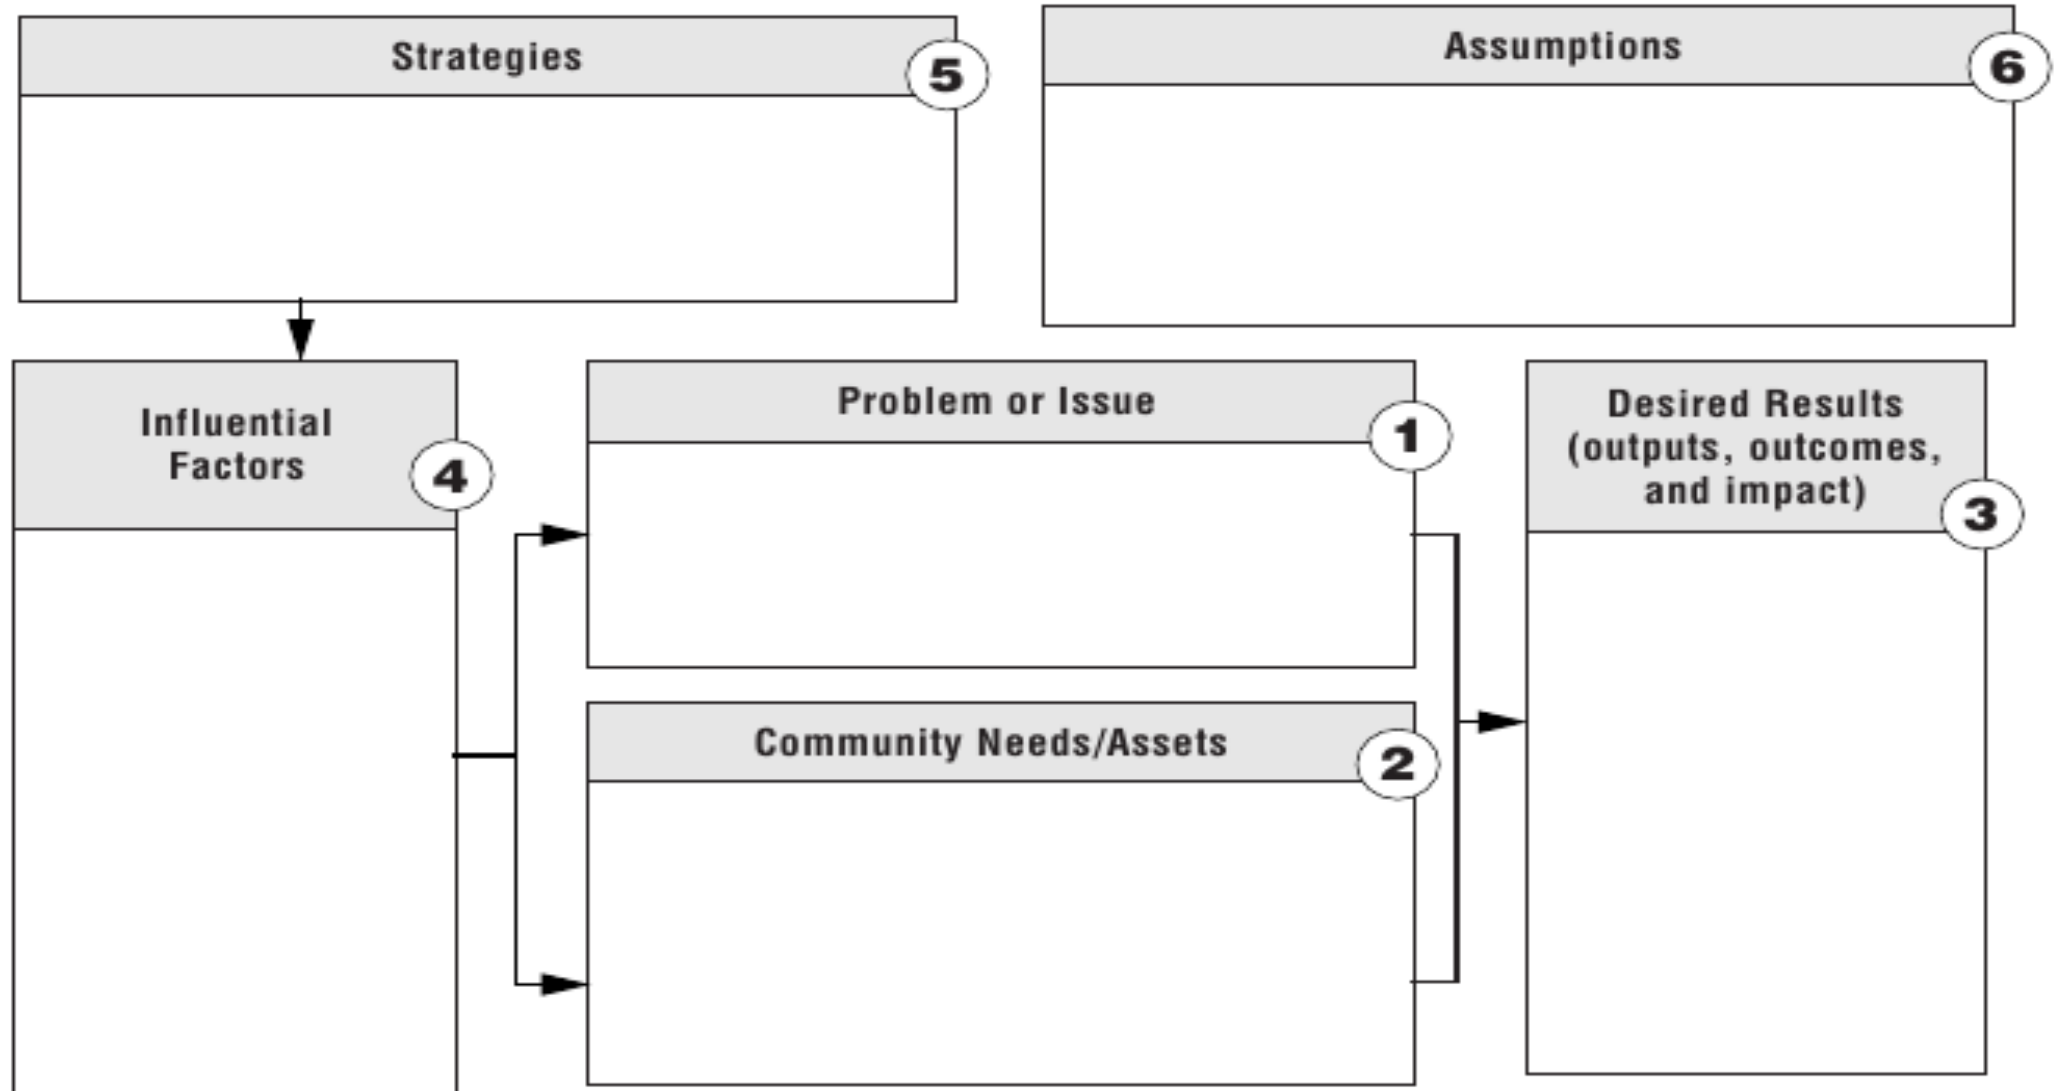 Strategies
5
Assumptions
6
Influential
Factors
4
Problem or Issue
1
Community Needs/Assets
2
Desired Results
(outputs, outcomes,
and impact)
3